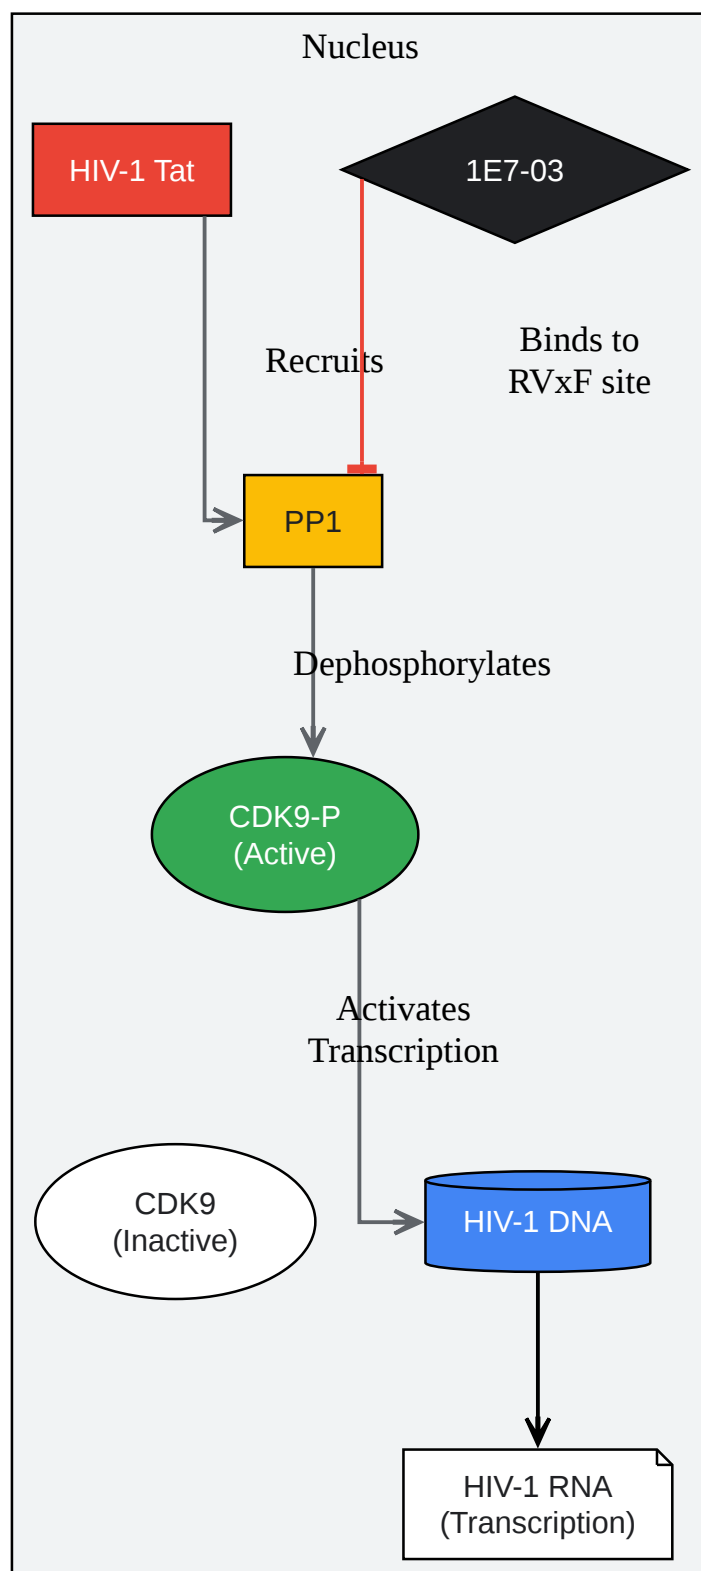 Nucleus
HIV-1 Tat
1E7-03
Recruits
Binds to
RVxF site
PP1
Dephosphorylates
CDK9-P
(Active)
Activates
Transcription
CDK9
(Inactive)
HIV-1 DNA
HIV-1 RNA
(Transcription)